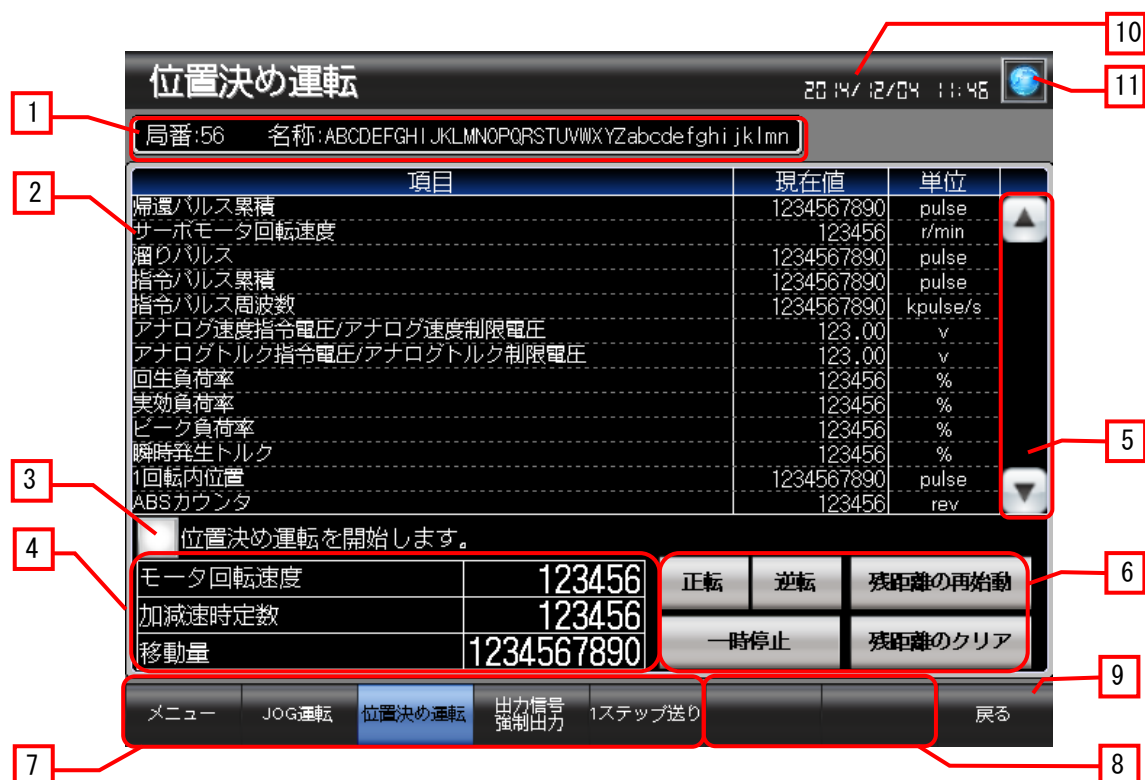 10
位置決め運転
2014/12/04 11:46
11
1
局番:56 名称:ABCDEFGHIJKLMNOPQRSTUVWXYZabcdefghijklmn
2
項目 現在値 単位
帰還パルス累積 1234567890 pulse
サーボモータ回転速度 123456 r/min
溜りパルス 1234567890 pulse
指令パルス累積 1234567890 pulse
指令パルス周波数 1234567890 kpulse/s
アナログ速度指令電圧/アナログ速度制限電圧 123.00 v
アナログトルク指令電圧/アナログトルク制限電圧 123.00 v
回生負荷率 123456 %
実効負荷率 123456 %
ピーク負荷率 123456 %
瞬時発生トルク 123456 %
1回転内位置 1234567890 pulse
ABSカウンタ 123456 rev
5
3
位置決め運転を開始します。
4
モータ回転速度 123456
加減速時定数 123456
移動量 1234567890
正転 逆転 残距離の再始動
一時停止 残距離のクリア
6
9
メニュー JOG運転 位置決め運転 出力信号
強制出力 1ステップ送り 戻る
7
8